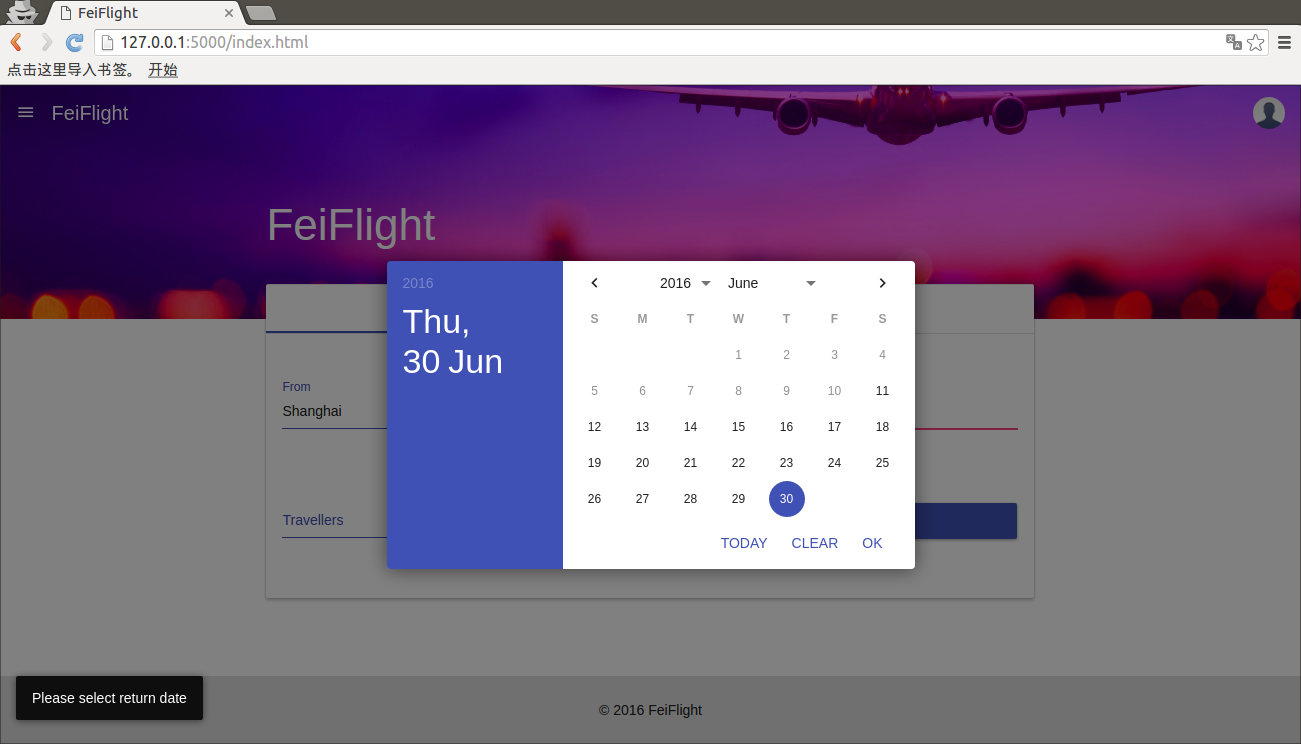 FeiFlight
127.0.0.1:5000/index.html
点击这里导入书签。 开始
FeiFlight
FeiFlight
From
Shanghai
Travellers
2016
Thu,
30 Jun
2016 June
S M T W T F S
1 2 3 4
5 6 7 8 9 10 11
12 13 14 15 16 17 18
19 20 21 22 23 24 25
26 27 28 29 30
TODAY CLEAR OK
Please select return date
© 2016 FeiFlight